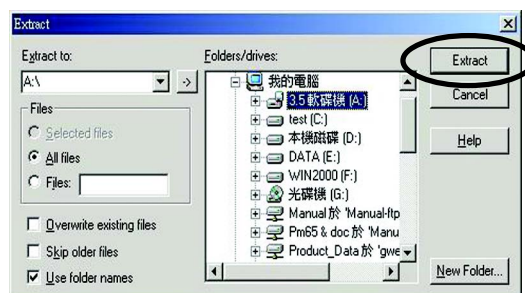 Extract
Extract to:
A:\
->
Files
Selected files
All files
Files:
Overwrite existing files
Skip older files
Use folder names
Folders/drives:
我的電腦
3.5 軟碟機 (A:)
test (C:)
本機磁碟 (D:)
DATA (E:)
WIN2000 (F:)
光碟機 (G:)
Manual 於 'Manual-ftp
Pm65 & doc 於 'Manu
Product_Data 於 'gwe
Extract
Cancel
Help
New Folder...